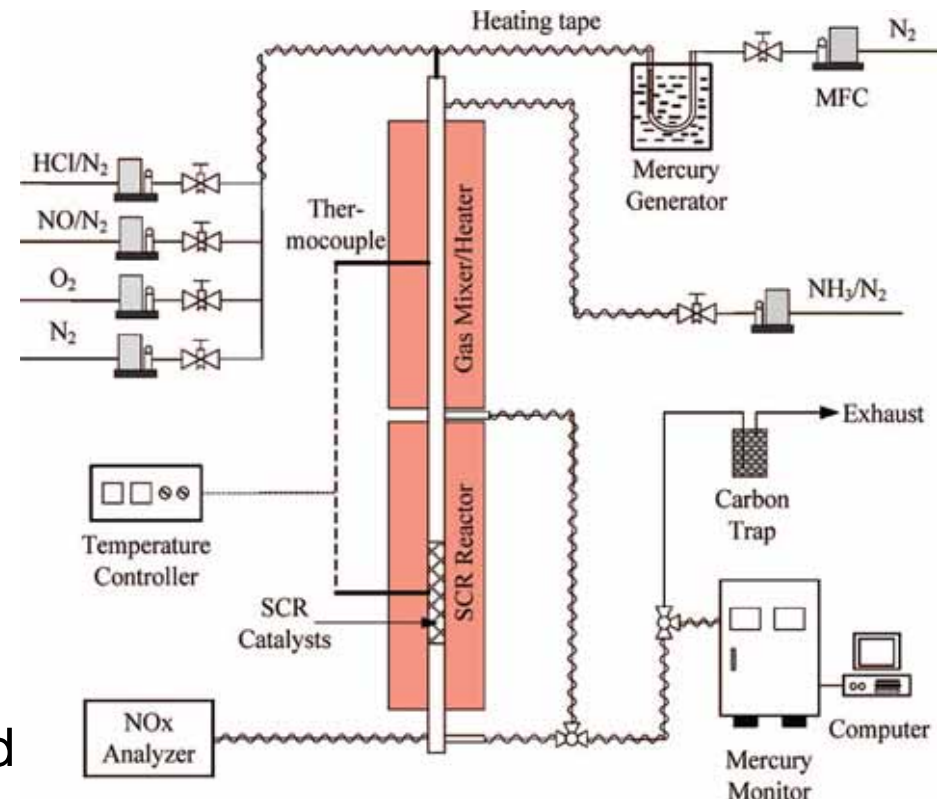 Heating tape
N₂
MFC
Mercury
Generator
HCl/N₂
NO/N₂
O₂
N₂
Ther-
mocouple
Gas Mixer/Heater
NH₃/N₂
Exhaust
Carbon
Trap
Temperature
Controller
SCR Reactor
SCR
Catalysts
NOx
Analyzer
d
Computer
Mercury
Monitor